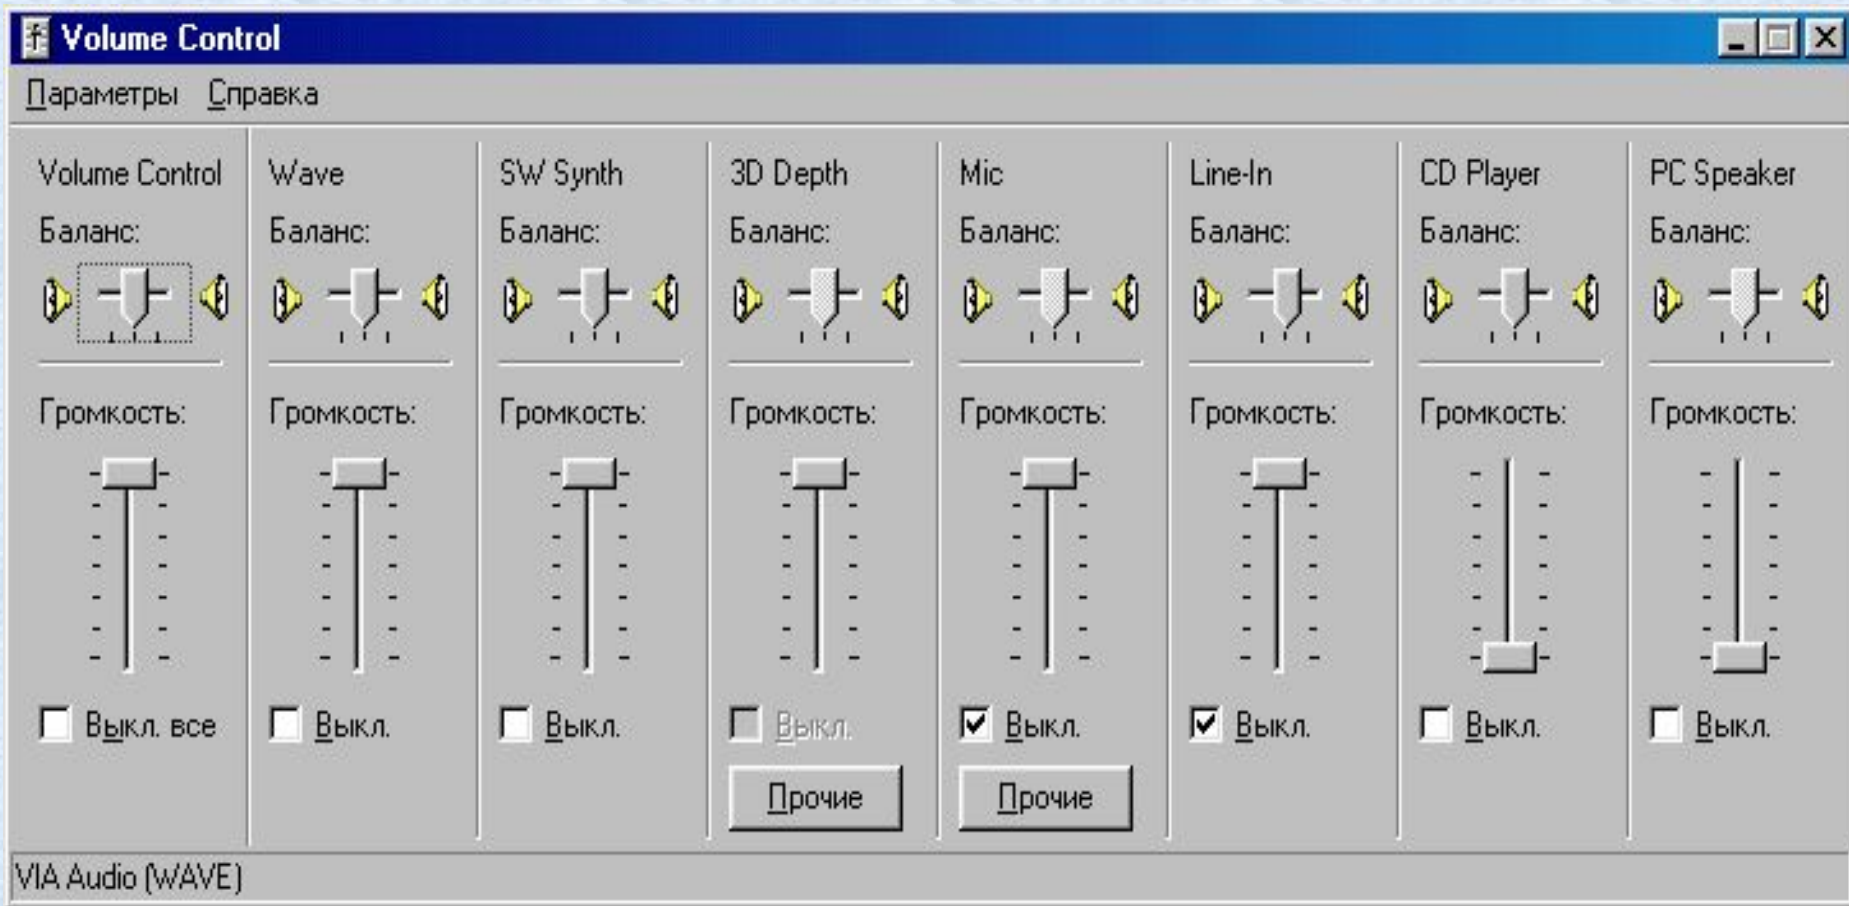 Volume Control
Параметры Справка
Volume Control Wave SW Synth 3D Depth Mic Line-In CD Player PC Speaker
Баланс: Баланс: Баланс: Баланс: Баланс: Баланс: Баланс: Баланс:
Громкость: Громкость: Громкость: Громкость: Громкость: Громкость: Громкость: Громкость:
Выкл. все Выкл. Выкл. Выкл. Выкл. Выкл. Выкл. Выкл.
Прочие Прочие
VIA Audio (WAVE)